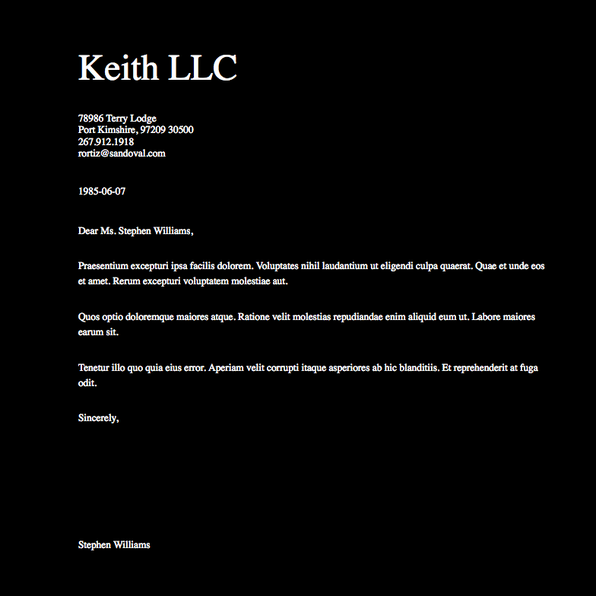 Keith LLC
78986 Terry Lodge
Port Kimshire, 97209 30500
267.912.1918
rortiz@sandoval.com
1985-06-07
Dear Ms. Stephen Williams,
Praesentium excepturi ipsa facilis dolorem. Voluptates nihil laudantium ut eligendi culpa quaerat. Quae et unde eos
et amet. Rerum excepturi voluptatem molestiae aut.
Quos optio doloremque maiores atque. Ratione velit molestias repudiandae enim aliquid eum ut. Labore maiores
earum sit.
Tenetur illo quo quia eius error. Aperiam velit corrupti itaque asperiores ab hic blanditiis. Et reprehenderit at fuga
odit.
Sincerely,
Stephen Williams